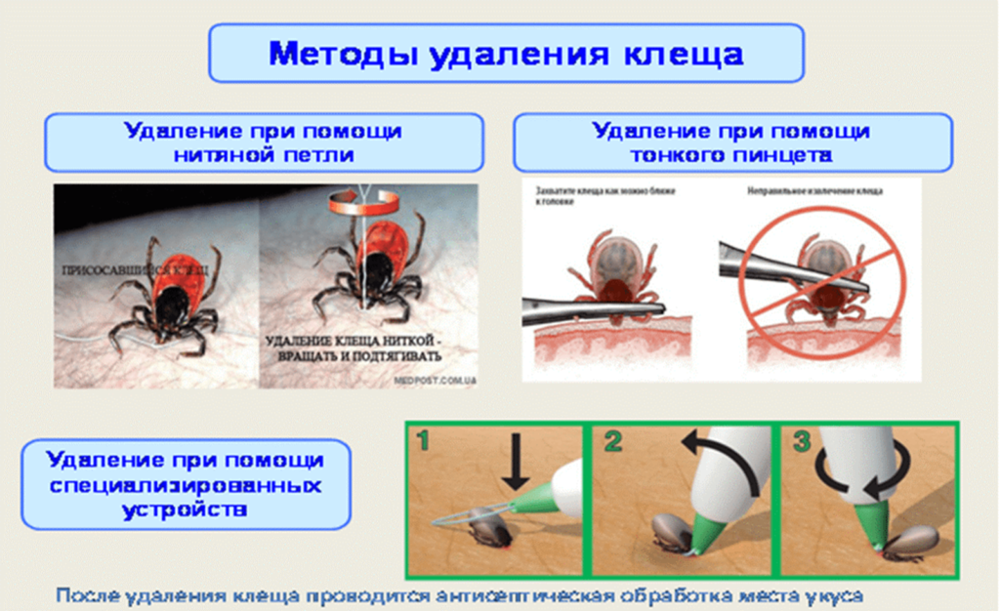 Методы удаления клеща
Удаление при помощи
нитяной петли
Удаление при помощи
тонкого пинцета
ПРИСОСАВШИЙСЯ КЛЕЩ
УДАЛЕНИЕ КЛЕЩА НИТКОЙ -
ВРАЩАТЬ И ПОДТЯГИВАТЬ
MEDPOST.COM.UA
Захватите клеща как можно ближе
к головке
Неправильное извлечение клеща
Удаление при помощи
специализированных
устройств
1
2
3
После удаления клеща проводится антисептическая обработка места укуса